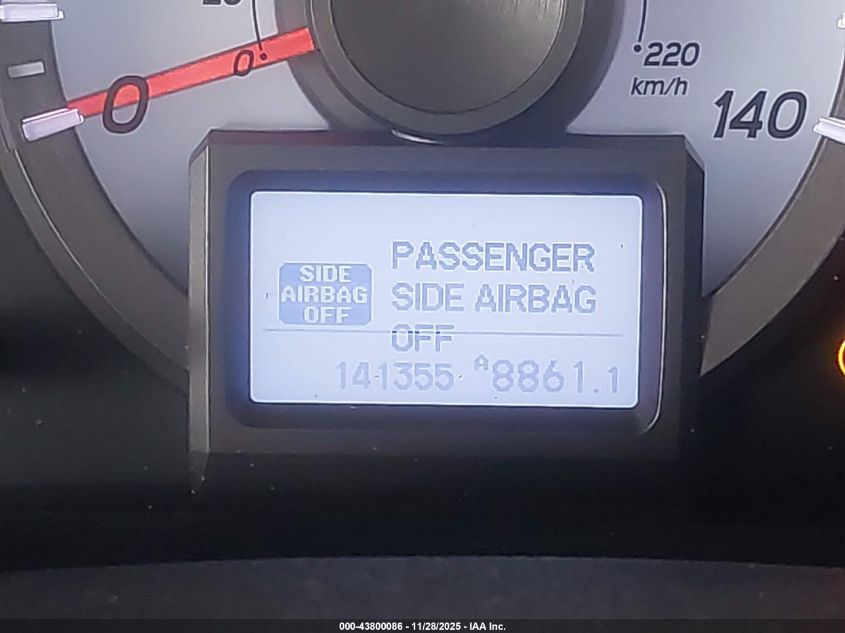 0
0
220
km/h
140
PASSENGER
SIDE AIRBAG
OFF
SIDE
AIRBAG
OFF
141355 A8861.1
000-43800086 - 11/28/2025 - IAA Inc.